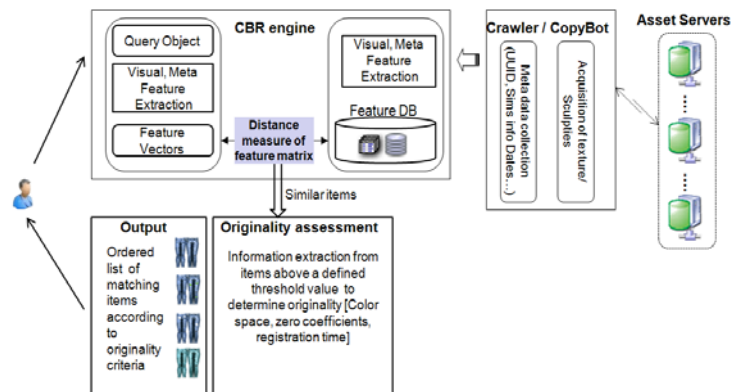 CBR engine
Query Object
Visual, Meta
Feature
Extraction
Feature
Vectors
Distance
measure of
feature matrix
Visual, Meta
Feature
Extraction
Feature DB
Crawler / CopyBot
Meta data collection
(UUID, Sims Info Dates...)
Acquisition of texture/
Sculpties
Asset Servers
Similar items
Output
Ordered
list of
matching
items
according
to
originality
criteria
Originality assessment
Information extraction from
items above a defined
threshold value to
determine originality [Color
space, zero coefficients,
registration time]